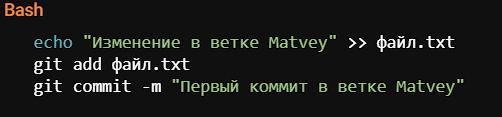 Bash
echo "Изменение в ветке Matvey" >> файл.txt
git add файл.txt
git commit -m "Первый коммит в ветке Matvey"